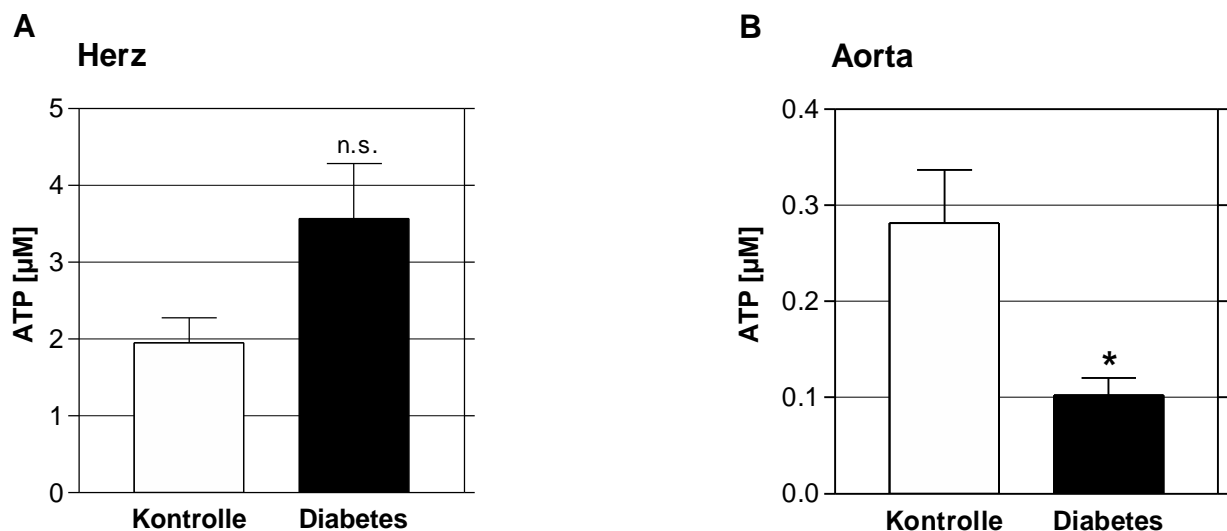 A
Herz
ATP [µM]
5
4
3
2
1
0
n.s.
Kontrolle Diabetes
B
Aorta
ATP [µM]
0.4
0.3
0.2
0.1
0.0
*
Kontrolle Diabetes